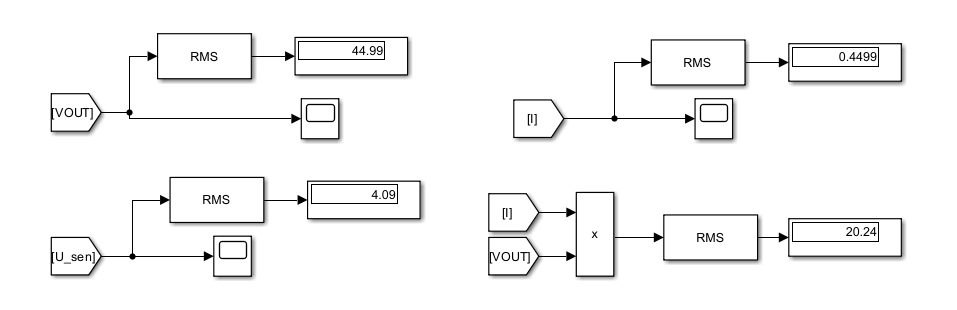 RMS
44.99
[VOUT]
RMS
0.4499
[I]
RMS
4.09
[U_sen]
[I]
[VOUT]
x
RMS
20.24